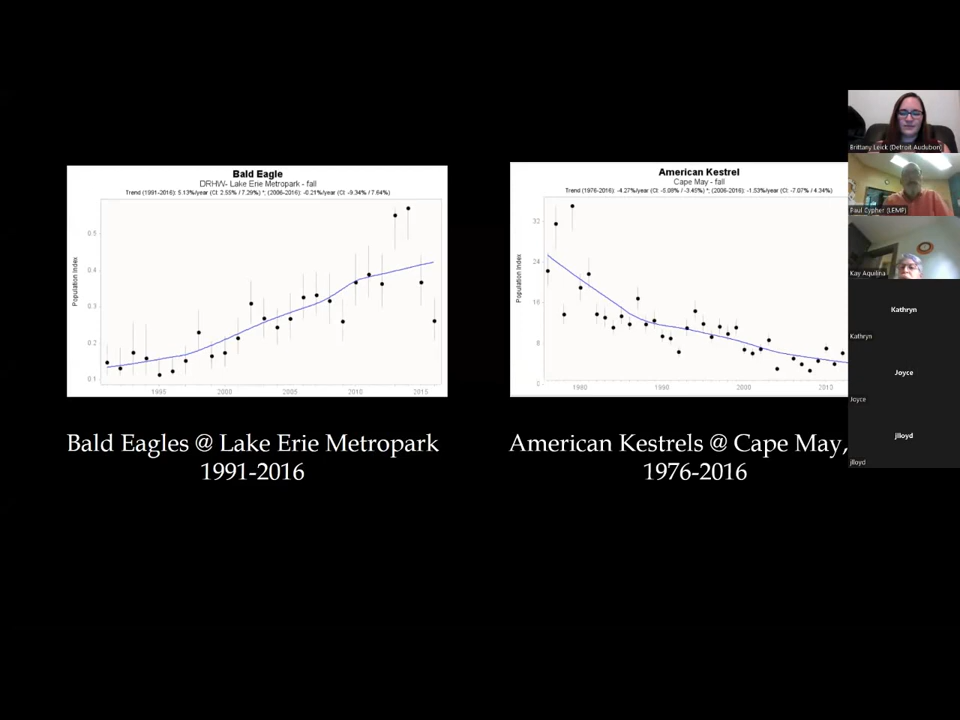 Bald Eagle
DRHW- Lake Erie Metropark - fall
Trend (1991-2016): 5.13%/year (CI: 2.55% / 7.29%) *; (2006-2016): -0.21%/year (CI: -9.34% / 7.64%)
Population Index
0.5
0.4
0.3
0.2
0.1
1995
2000
2005
2010
2015
Bald Eagles @ Lake Erie Metropark
1991-2016
American Kestrel
Cape May - fall
Trend (1976-2016): -4.27%/year (CI: -5.09% / -3.45%) *; (2006-2016): -1.53%/year (CI: -7.07% / 4.34%)
Population Index
32
24
16
8
0
1980
1990
2000
2010
American Kestrels @ Cape May,
1976-2016
Brittany Leick (Detroit Audubon)
Paul Cypher (LEMP)
Kay Aquilina
Kathryn
Kathryn
Joyce
Joyce
jlloyd
jlloyd